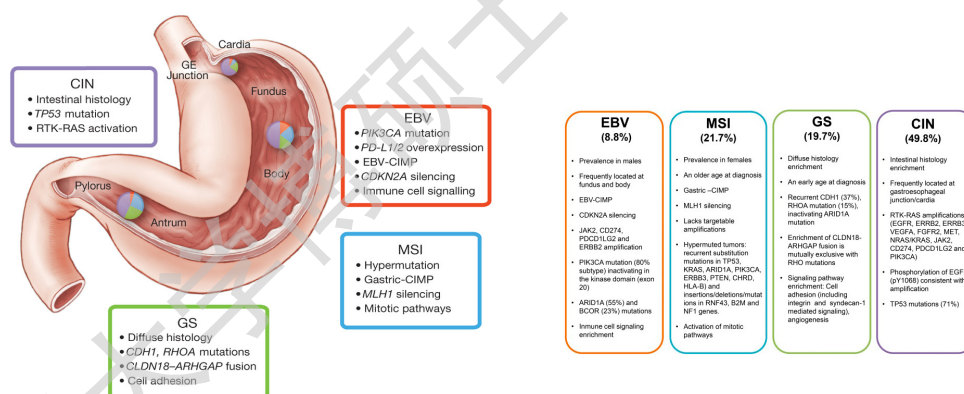 Cardia
GE
Junction
Fundus
Body
Pylorus
Antrum
CIN
• Intestinal histology
• TP53 mutation
• RTK-RAS activation
EBV
• PIK3CA mutation
• PD-L1/2 overexpression
• EBV-CIMP
• CDKN2A silencing
• Immune cell signalling
MSI
• Hypermutation
• Gastric-CIMP
• MLH1 silencing
• Mitotic pathways
GS
• Diffuse histology
• CDH1, RHOA mutations
• CLDN18–ARHGAP fusion
• Cell adhesion
EBV
(8.8%)
• Prevalence in males
• Frequently located at
fundus and body
• EBV-CIMP
• CDKN2A silencing
• JAK2, CD274,
PDCD1LG2 and
ERBB2 amplification
• PIK3CA mutation (80%
subtype) inactivating in
the kinase domain (exon
20)
• ARID1A (55%) and
BCOR (23%) mutations
• Inmune cell signaling
enrichment
MSI
(21.7%)
• Prevalence in females
• An older age at diagnosis
• Gastric –CIMP
• MLH1 silencing
• Lacks targetable
amplifications
• Hypermuted tumors:
recurrent substitution
mutations in TP53,
KRAS, ARID1A, PIK3CA,
ERBB3, PTEN, CHRD,
HLA-B) and
insertions/deletions/mutat
ions in RNF43, B2M and
NF1 genes.
• Activation of mitotic
pathways
GS
(19.7%)
• Diffuse histology
enrichment
• An early age at diagnosis
• Recurrent CDH1 (37%),
RHOA mutation (15%),
inactivating ARID1A
mutation
• Enrichment of CLDN18-
ARHGAP fusion is
mutually exclusive with
RHO mutations
• Signaling pathway
enrichment: Cell
adhesion (including
integrin and syndecan-1
mediated signaling),
angiogenesis
CIN
(49.8%)
• Intestinal histology
enrichment
• Frequently located at
gastroesophageal
junction/cardia
• RTK-RAS amplifications
(EGFR, ERRB2, ERRB3
VEGFA, FGFR2, MET,
NRAS/KRAS, JAK2,
CD274, PDCD1LG2 and
PIK3CA)
• Phosphorylation of EGF
(pY1068) consistent with
amplification
• TP53 mutations (71%)